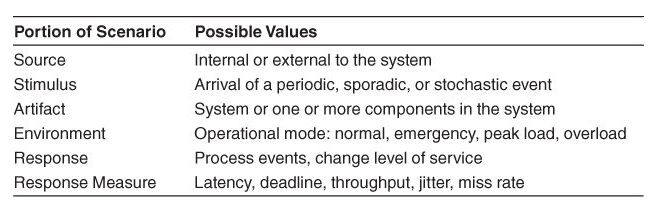 Portion of Scenario Possible Values
Source Internal or external to the system
Stimulus Arrival of a periodic, sporadic, or stochastic event
Artifact System or one or more components in the system
Environment Operational mode: normal, emergency, peak load, overload
Response Process events, change level of service
Response Measure Latency, deadline, throughput, jitter, miss rate